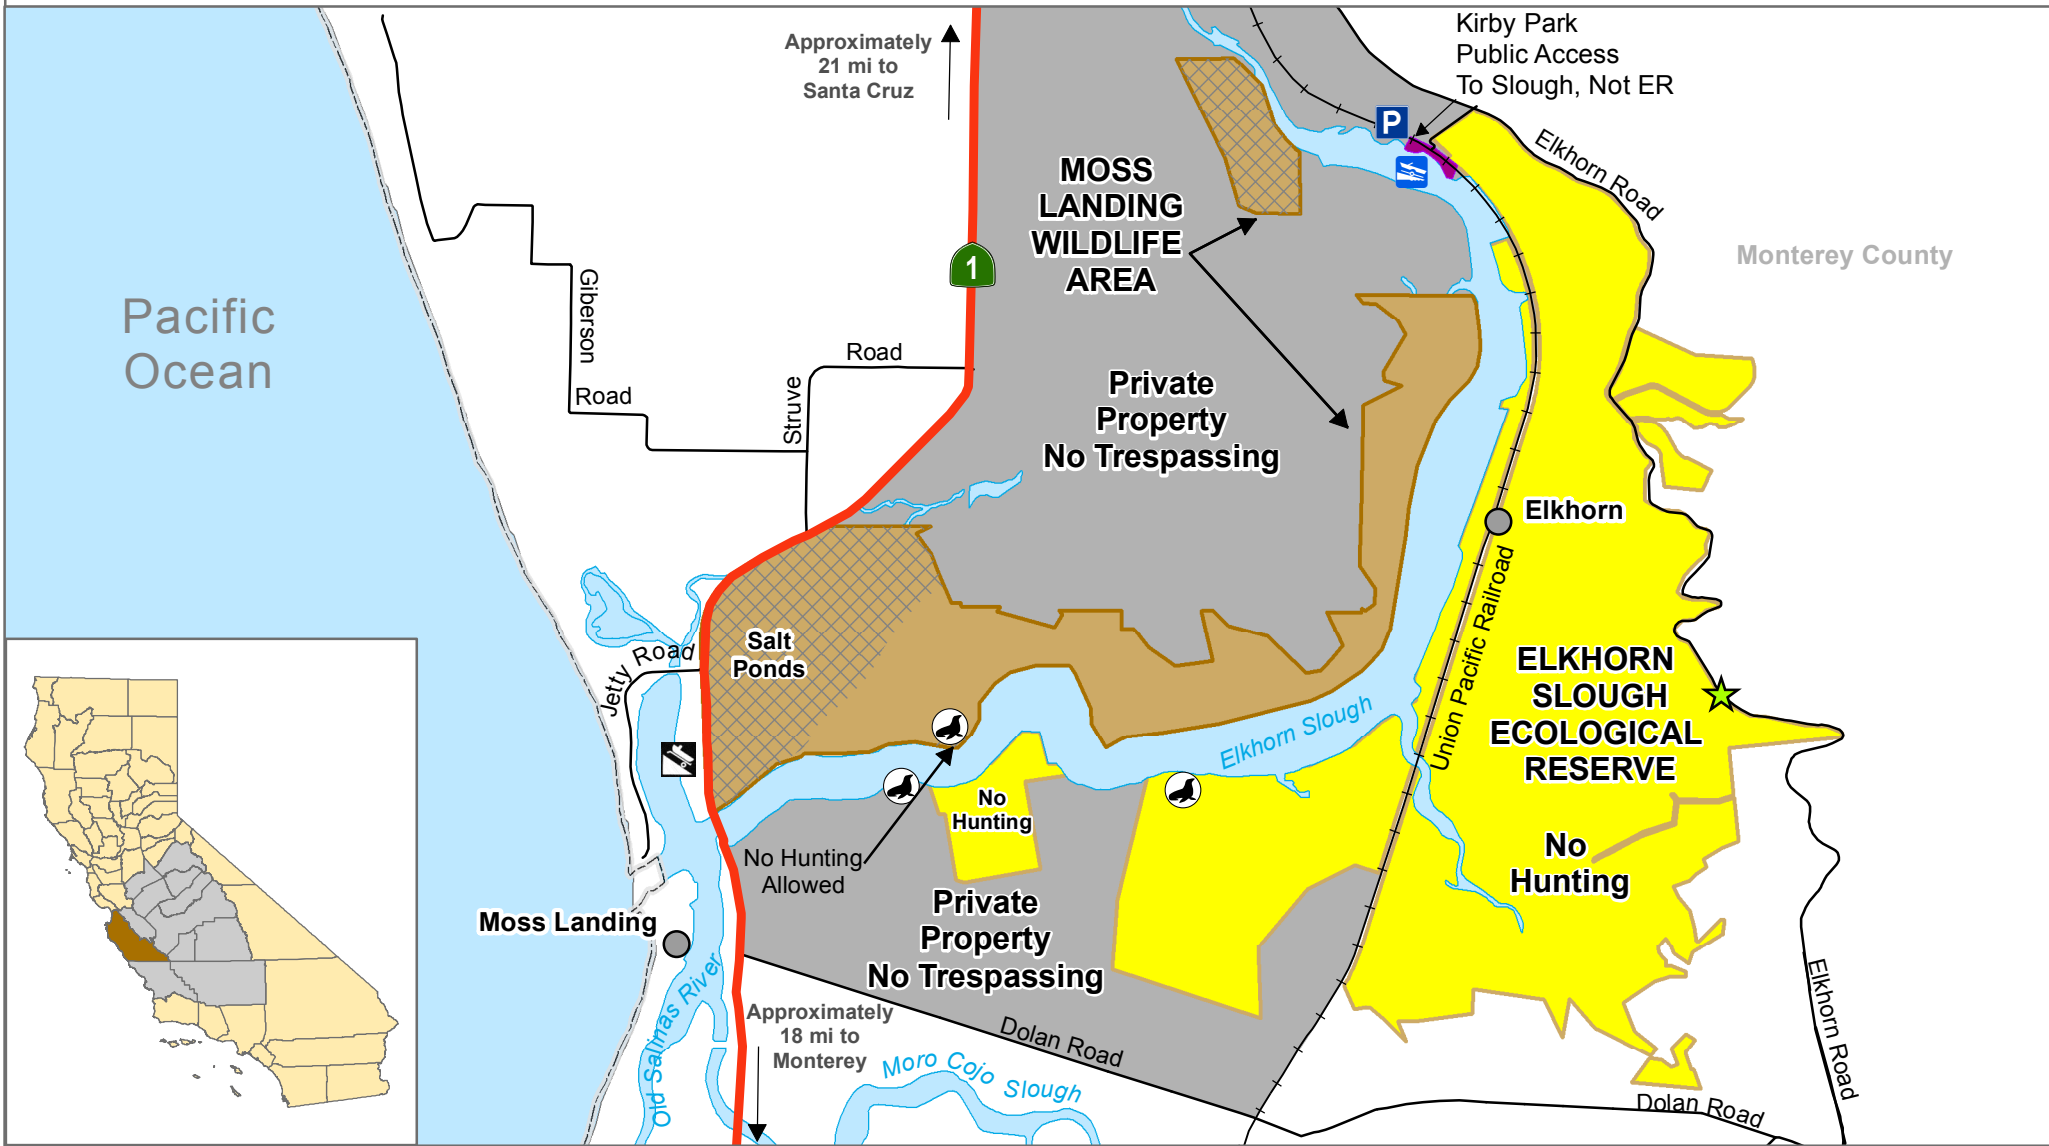 Approximately
21 mi to
Santa Cruz
Kirby Park
Public Access
To Slough, Not ER
P
Elkhorn Road
MOSS
LANDING
WILDLIFE
AREA
Monterey County
1
Pacific
Ocean
Giberson
Road
Struve
Road
Private
Property
No Trespassing
Elkhorn
Union Pacific Railroad
Salt
Ponds
Jetty Road
ELKHORN
SLOUGH
ECOLOGICAL
RESERVE
Elkhorn Slough
No
Hunting
No
Hunting
No Hunting
Allowed
Moss Landing
Private
Property
No Trespassing
Old Salinas River
Approximately
18 mi to
Monterey
Dolan Road
Moro Cojo Slough
Elkhorn Road
Dolan Road